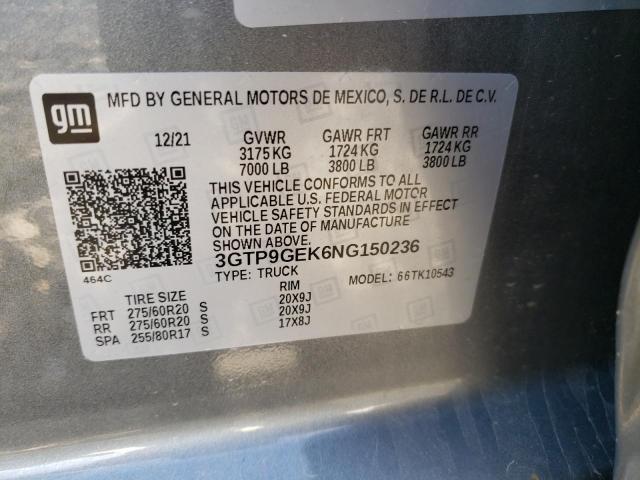 gm MFD BY GENERAL MOTORS DE MEXICO, S. DE R.L. DE C.V.
12/21 GVWR GAWR FRT GAWR RR
3175 KG 1724 KG 1724 KG
7000 LB 3800 LB 3800 LB
THIS VEHICLE CONFORMS TO ALL
APPLICABLE U.S. FEDERAL MOTOR
VEHICLE SAFETY STANDARDS IN EFFECT
ON THE DATE OF MANUFACTURE
SHOWN ABOVE.
3GTP9GEK6NG150236
464C TYPE: TRUCK MODEL: 66TK10543
TIRE SIZE RIM
FRT 275/60R20 S 20X9J
RR 275/60R20 S 20X9J
SPA 255/80R17 S 17X8J